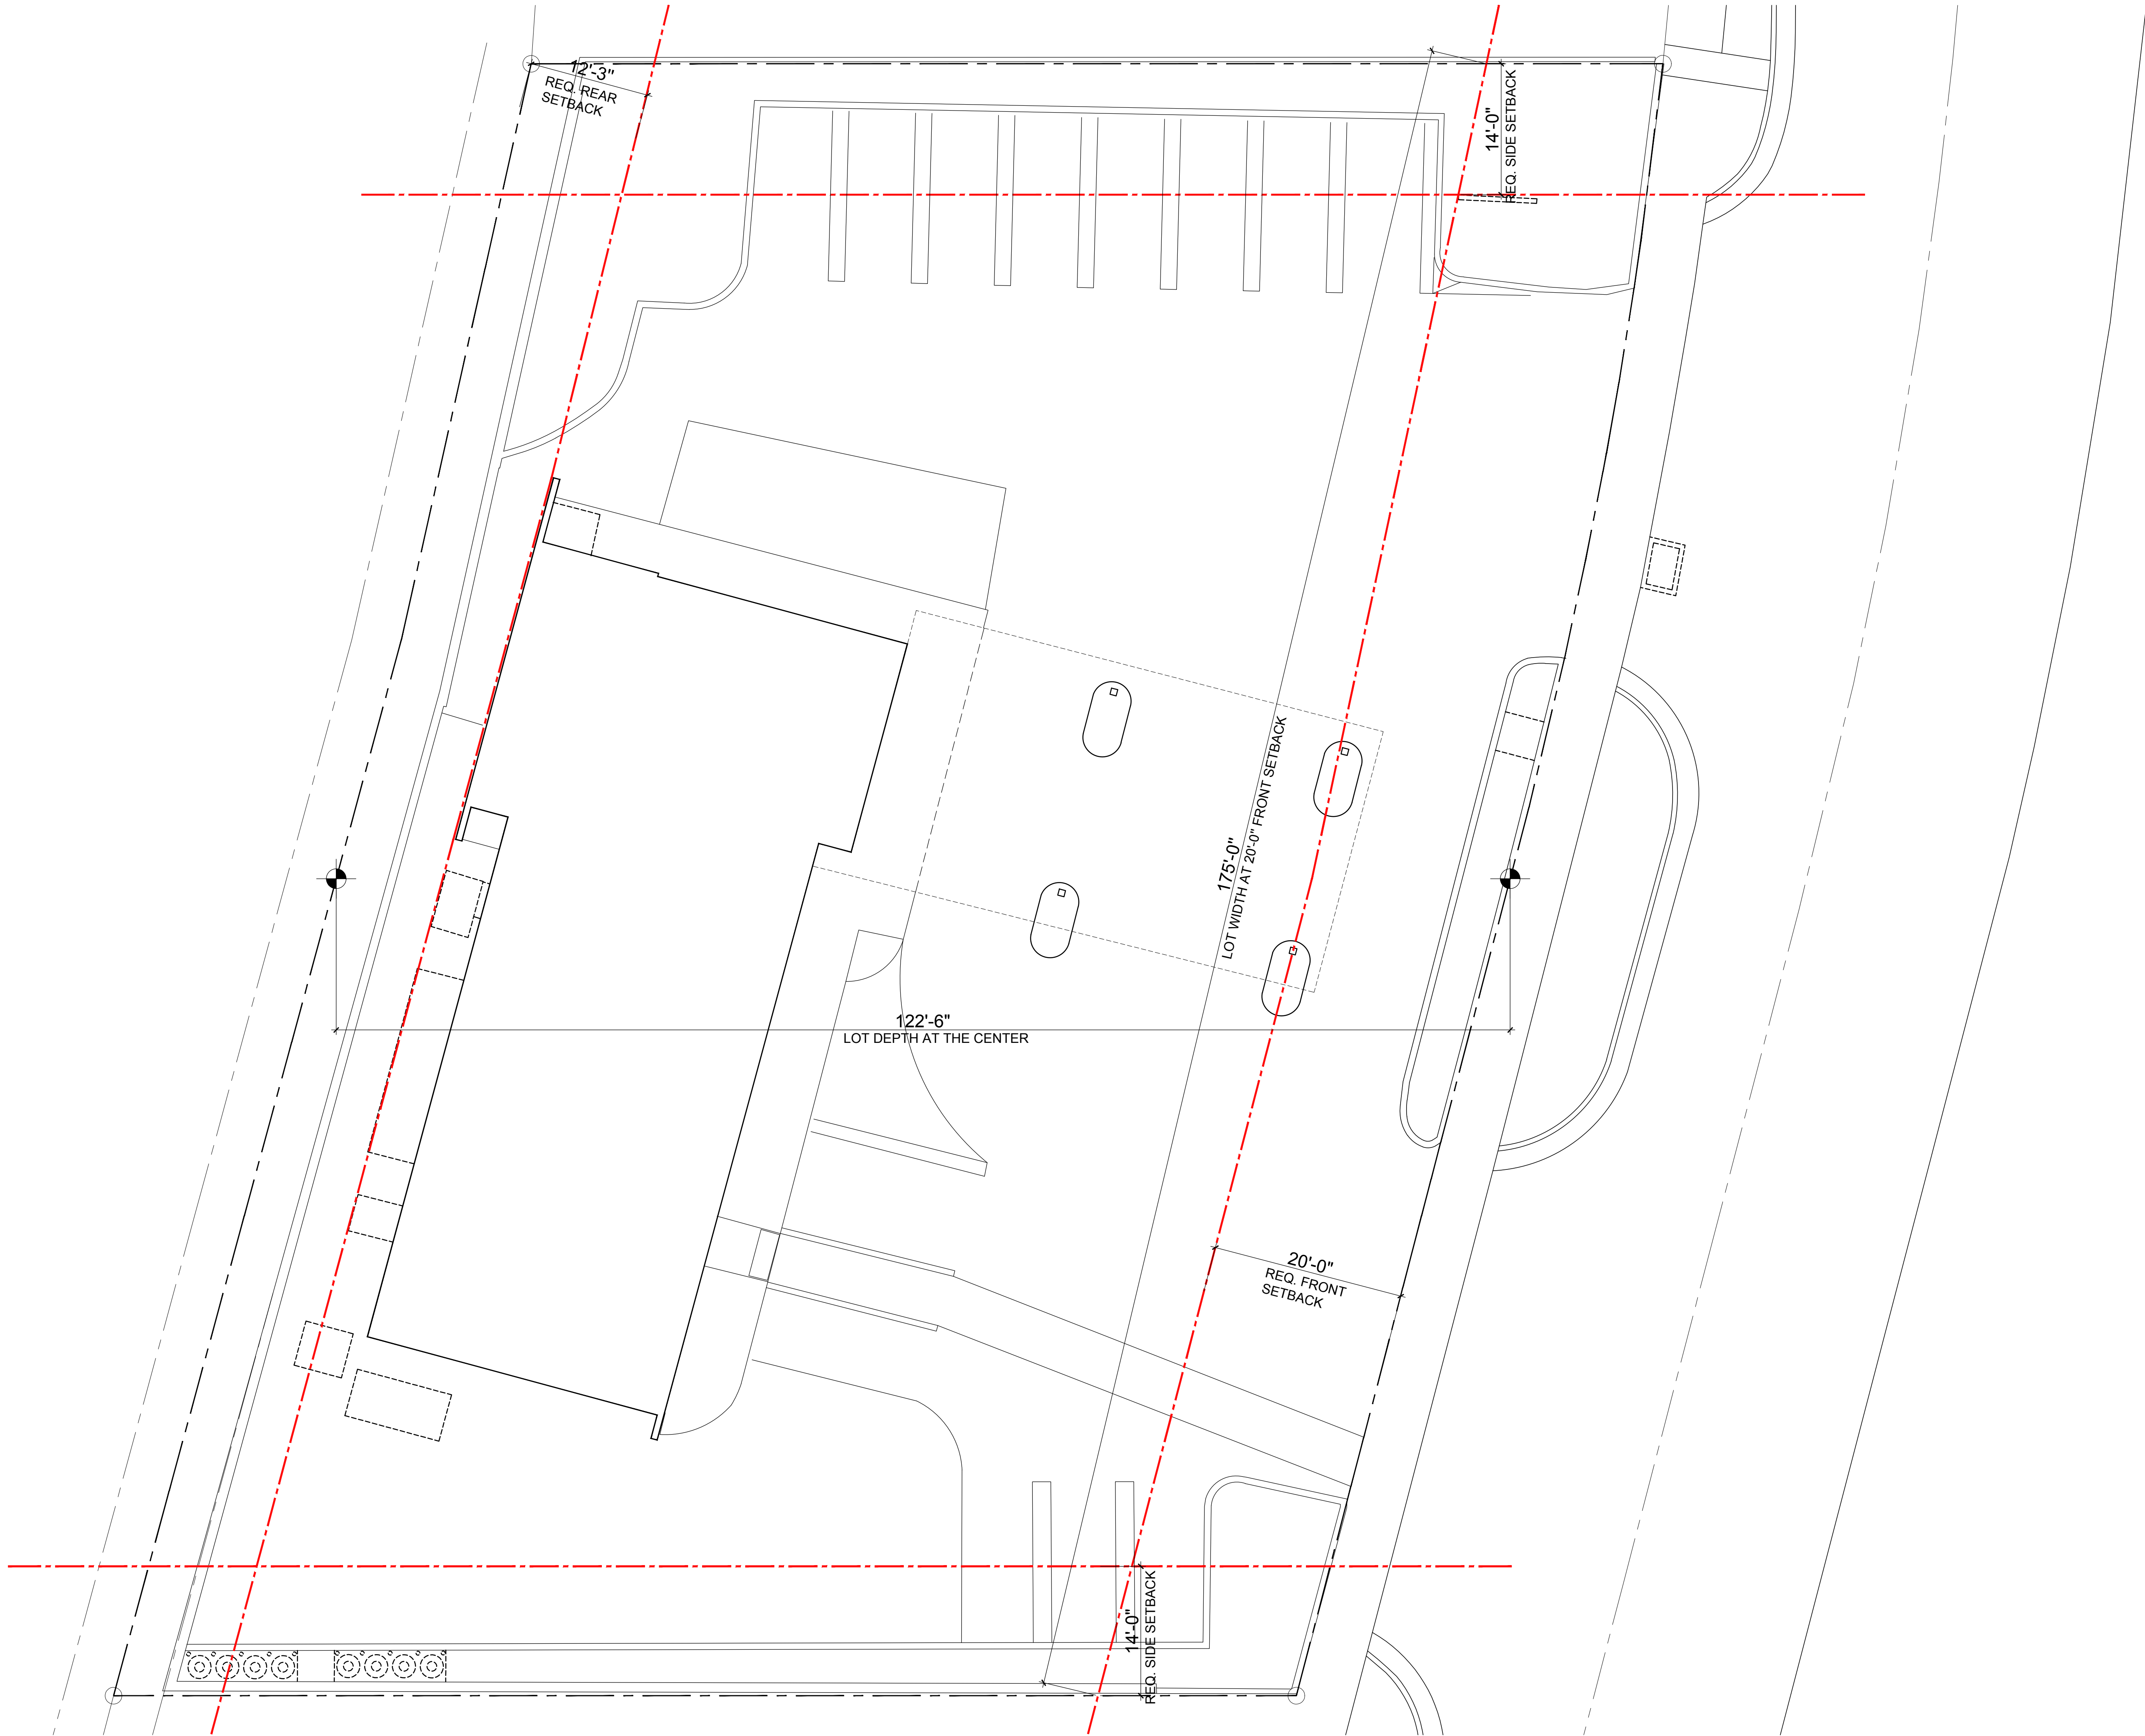 12'-3"
REQ. REAR
SETBACK
14'-0"
REQ. SIDE SETBACK
175'-0"
LOT WIDTH AT 20'-0" FRONT SETBACK
122'-6"
LOT DEPTH AT THE CENTER
20'-0"
REQ. FRONT
SETBACK
14'-0"
REQ. SIDE SETBACK